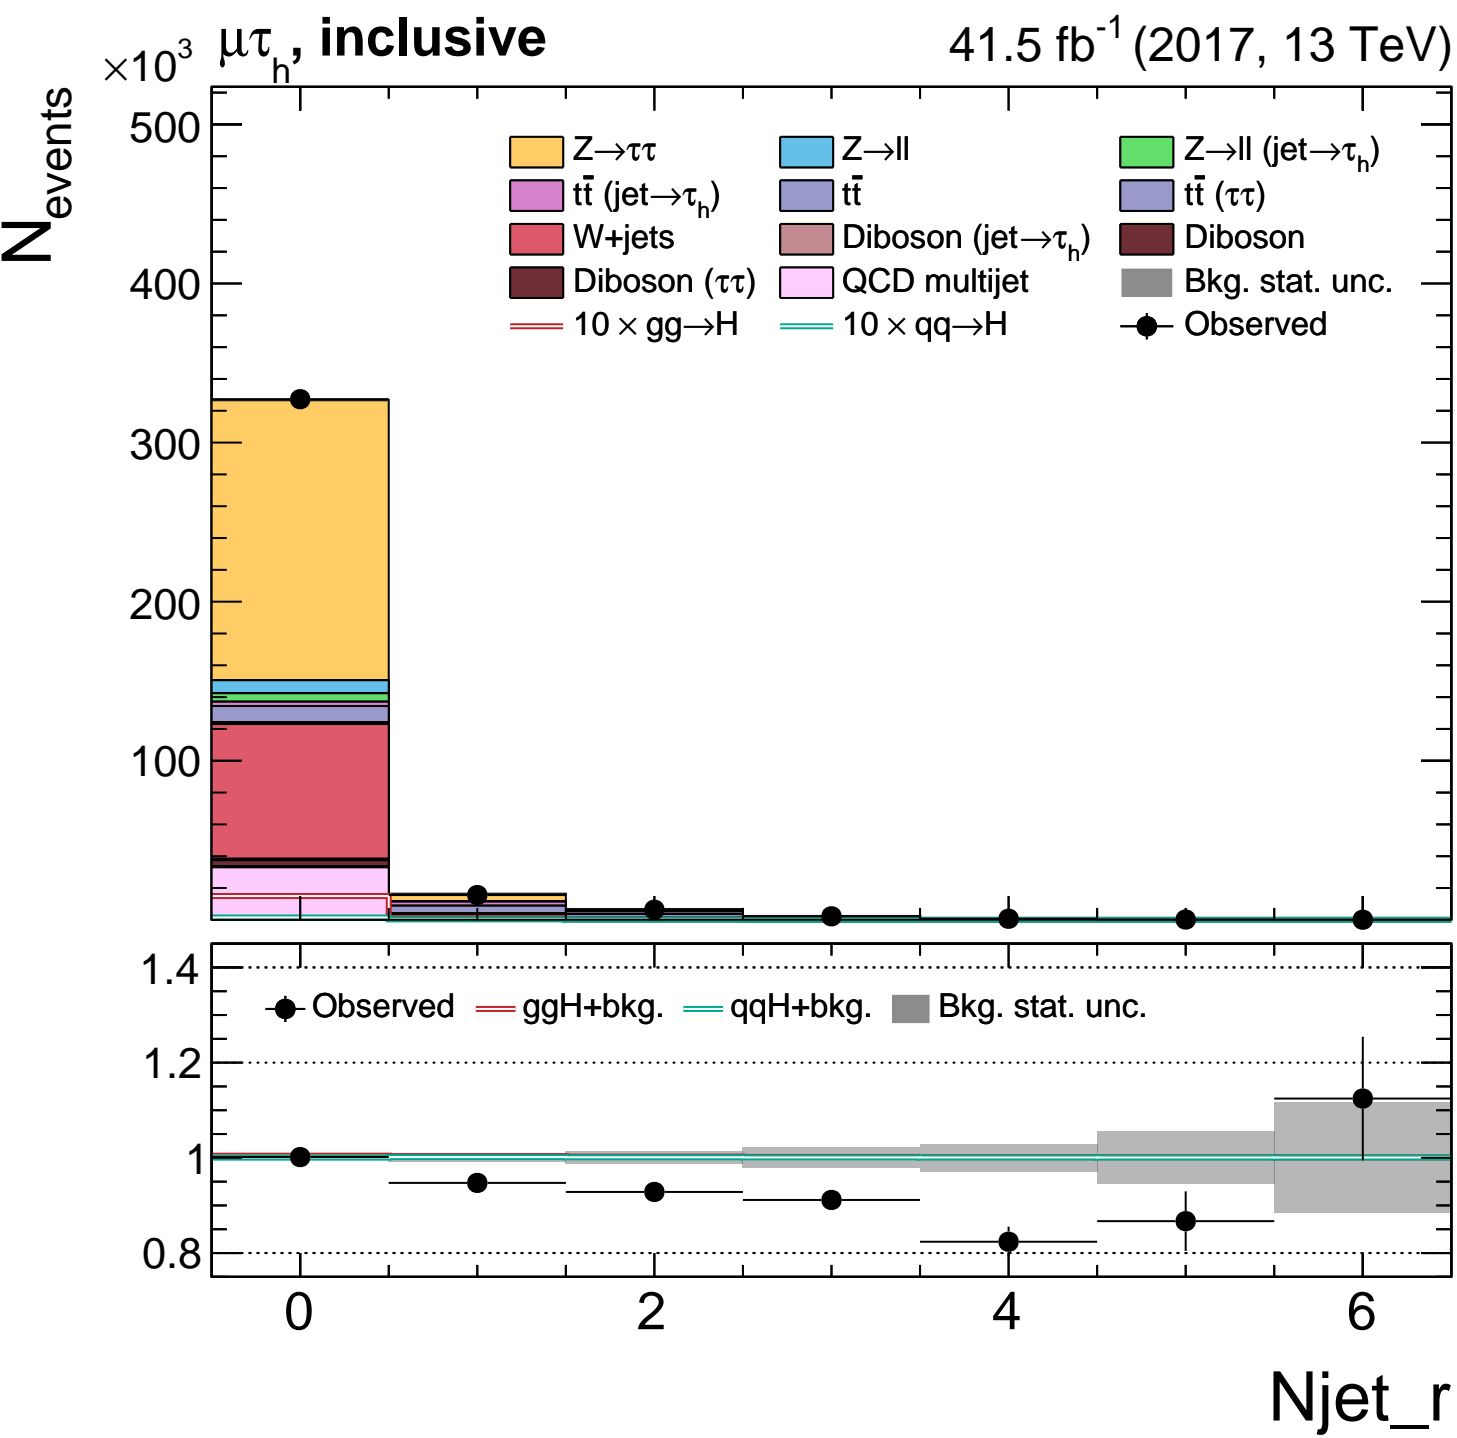 ×10³ μτₕ, inclusive 41.5 fb⁻¹ (2017, 13 TeV)
N_events
500
400
300
200
100
Z→ττ Z→ll Z→ll (jet→τₕ)
tt̄ (jet→τₕ) tt̄ tt̄ (ττ)
W+jets Diboson (jet→τₕ) Diboson
Diboson (ττ) QCD multijet Bkg. stat. unc.
10 × gg→H 10 × qq→H Observed
1.4
Observed ggH+bkg. qqH+bkg. Bkg. stat. unc.
1.2
1
0.8
0 2 4 6
Njet_r